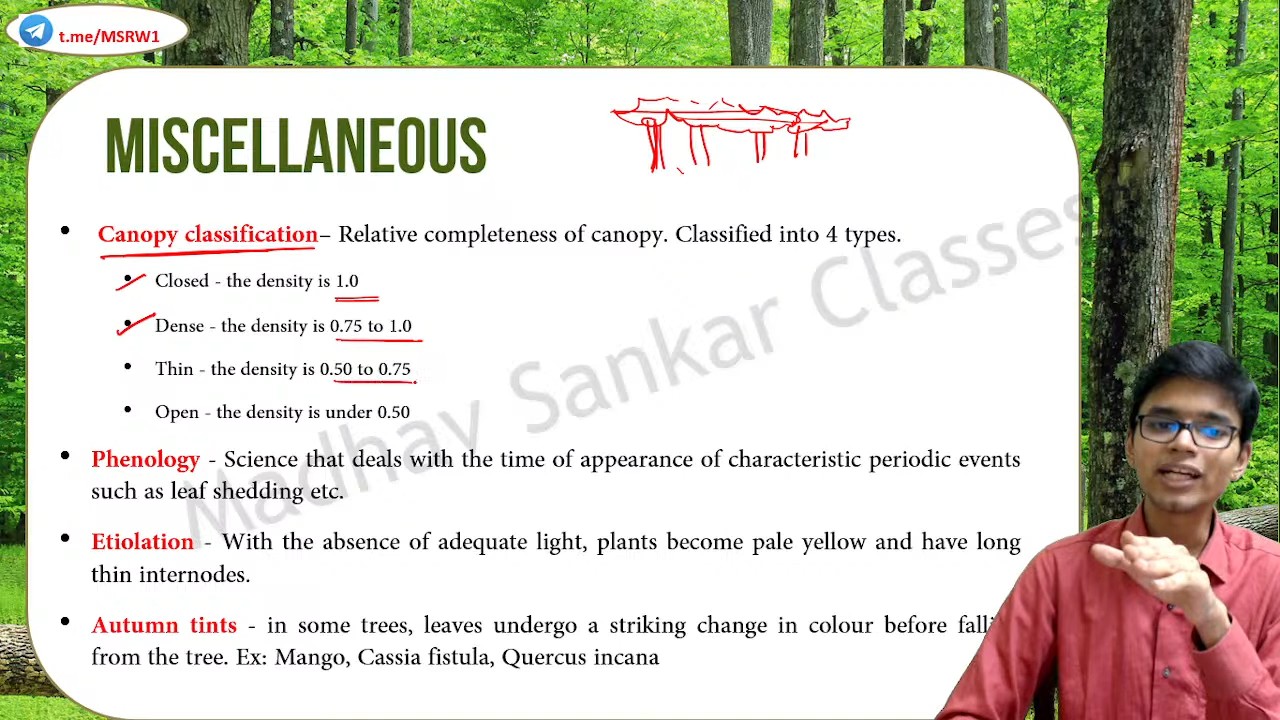 t.me/MSRW1
MISCELLANEOUS
• Canopy classification– Relative completeness of canopy. Classified into 4 types.
• Closed - the density is 1.0
• Dense - the density is 0.75 to 1.0
• Thin - the density is 0.50 to 0.75
• Open - the density is under 0.50
• Phenology - Science that deals with the time of appearance of characteristic periodic events
such as leaf shedding etc.
• Etiolation - With the absence of adequate light, plants become pale yellow and have long
thin internodes.
• Autumn tints - in some trees, leaves undergo a striking change in colour before falli
from the tree. Ex: Mango, Cassia fistula, Quercus incana
Madhav Sankar Classes